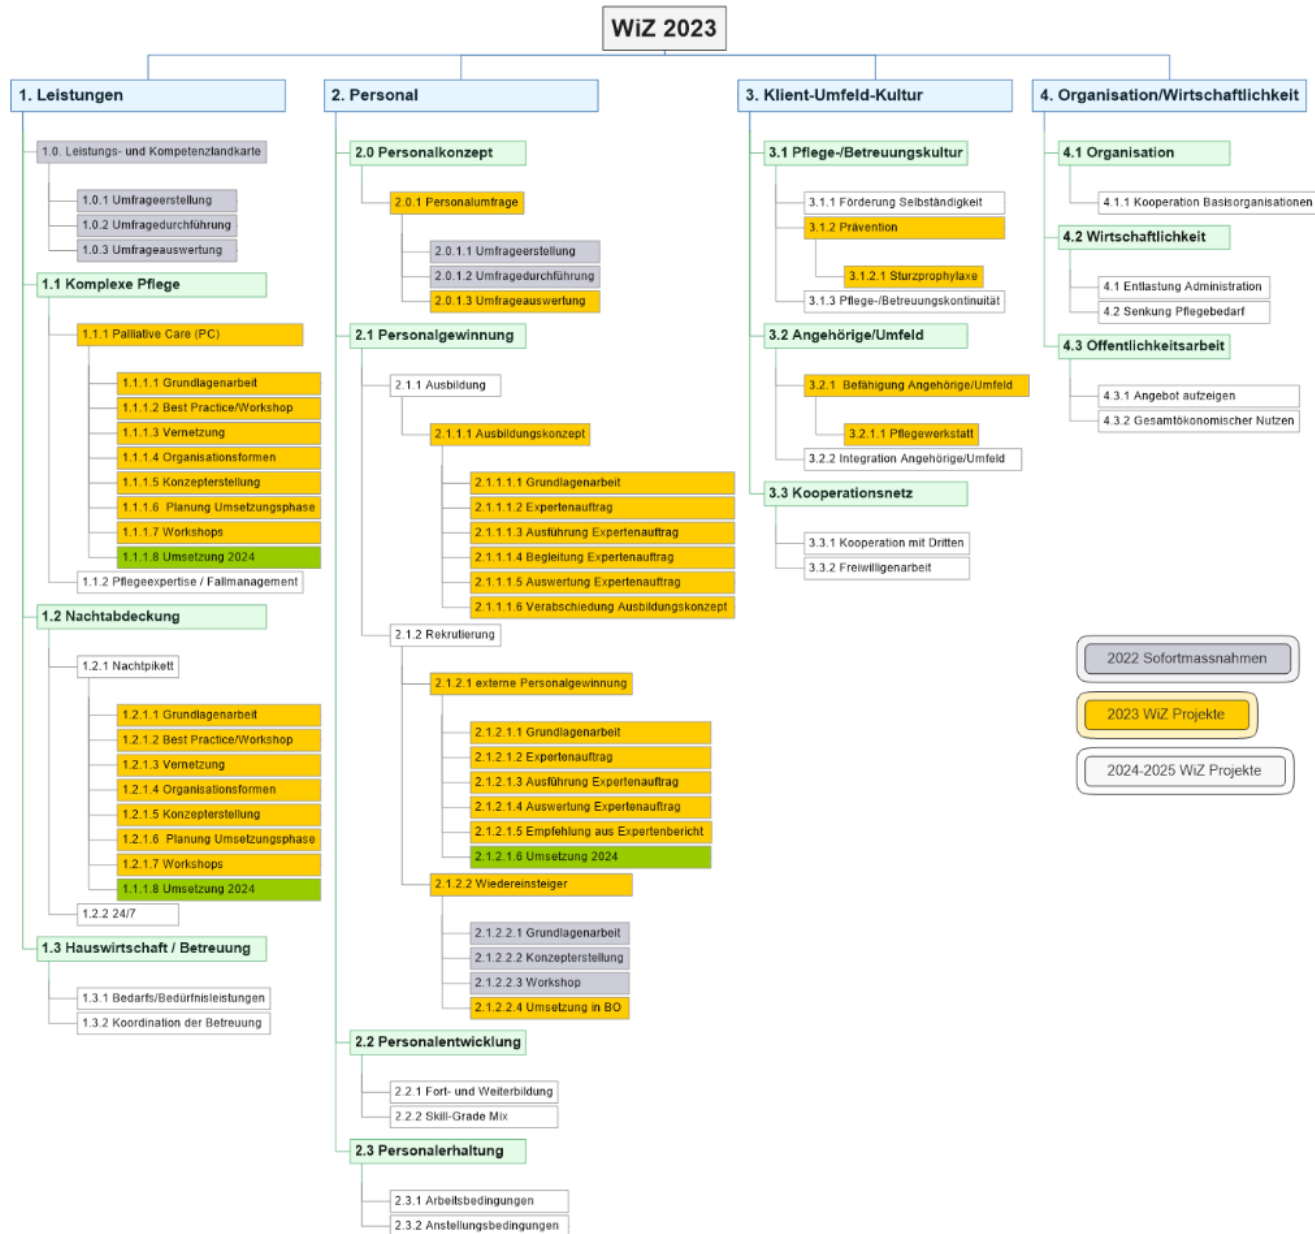 WiZ 2023
1. Leistungen
1.0. Leistungs- und Kompetenzlandkarte
1.0.1 Umfrageerstellung
1.0.2 Umfragedurchführung
1.0.3 Umfrageauswertung
1.1 Komplexe Pflege
1.1.1 Palliative Care (PC)
1.1.1.1 Grundlagenarbeit
1.1.1.2 Best Practice/Workshop
1.1.1.3 Vernetzung
1.1.1.4 Organisationsformen
1.1.1.5 Konzepterstellung
1.1.1.6 Planung Umsetzungsphase
1.1.1.7 Workshops
1.1.1.8 Umsetzung 2024
1.1.2 Pflegeexpertise / Fallmanagement
1.2 Nachtabdeckung
1.2.1 Nachtpikett
1.2.1.1 Grundlagenarbeit
1.2.1.2 Best Practice/Workshop
1.2.1.3 Vernetzung
1.2.1.4 Organisationsformen
1.2.1.5 Konzepterstellung
1.2.1.6 Planung Umsetzungsphase
1.2.1.7 Workshops
1.1.1.8 Umsetzung 2024
1.2.2 24/7
1.3 Hauswirtschaft / Betreuung
1.3.1 Bedarfs/Bedürfnisleistungen
1.3.2 Koordination der Betreuung
2. Personal
2.0 Personalkonzept
2.0.1 Personalumfrage
2.0.1.1 Umfrageerstellung
2.0.1.2 Umfragedurchführung
2.0.1.3 Umfrageauswertung
2.1 Personalgewinnung
2.1.1 Ausbildung
2.1.1.1 Ausbildungskonzept
2.1.1.1.1 Grundlagenarbeit
2.1.1.1.2 Expertenauftrag
2.1.1.1.3 Ausführung Expertenauftrag
2.1.1.1.4 Begleitung Expertenauftrag
2.1.1.1.5 Auswertung Expertenauftrag
2.1.1.1.6 Verabschiedung Ausbildungskonzept
2.1.2 Rekrutierung
2.1.2.1 externe Personalgewinnung
2.1.2.1.1 Grundlagenarbeit
2.1.2.1.2 Expertenauftrag
2.1.2.1.3 Ausführung Expertenauftrag
2.1.2.1.4 Auswertung Expertenauftrag
2.1.2.1.5 Empfehlung aus Expertenbericht
2.1.2.1.6 Umsetzung 2024
2.1.2.2 Wiedereinsteiger
2.1.2.2.1 Grundlagenarbeit
2.1.2.2.2 Konzepterstellung
2.1.2.2.3 Workshop
2.1.2.2.4 Umsetzung in BO
2.2 Personalentwicklung
2.2.1 Fort- und Weiterbildung
2.2.2 Skill-Grade Mix
2.3 Personalerhaltung
2.3.1 Arbeitsbedingungen
2.3.2 Anstellungsbedingungen
3. Klient-Umfeld-Kultur
3.1 Pflege-/Betreuungskultur
3.1.1 Förderung Selbständigkeit
3.1.2 Prävention
3.1.2.1 Sturzprophylaxe
3.1.3 Pflege-/Betreuungskontinuität
3.2 Angehörige/Umfeld
3.2.1 Befähigung Angehörige/Umfeld
3.2.1.1 Pflegewerkstatt
3.2.2 Integration Angehörige/Umfeld
3.3 Kooperationsnetz
3.3.1 Kooperation mit Dritten
3.3.2 Freiwilligenarbeit
4. Organisation/Wirtschaftlichkeit
4.1 Organisation
4.1.1 Kooperation Basisorganisationen
4.2 Wirtschaftlichkeit
4.1 Entlastung Administration
4.2 Senkung Pflegebedarf
4.3 Offentlichkeitsarbeit
4.3.1 Angebot aufzeigen
4.3.2 Gesamtökonomischer Nutzen
2022 Sofortmassnahmen
2023 WiZ Projekte
2024-2025 WiZ Projekte